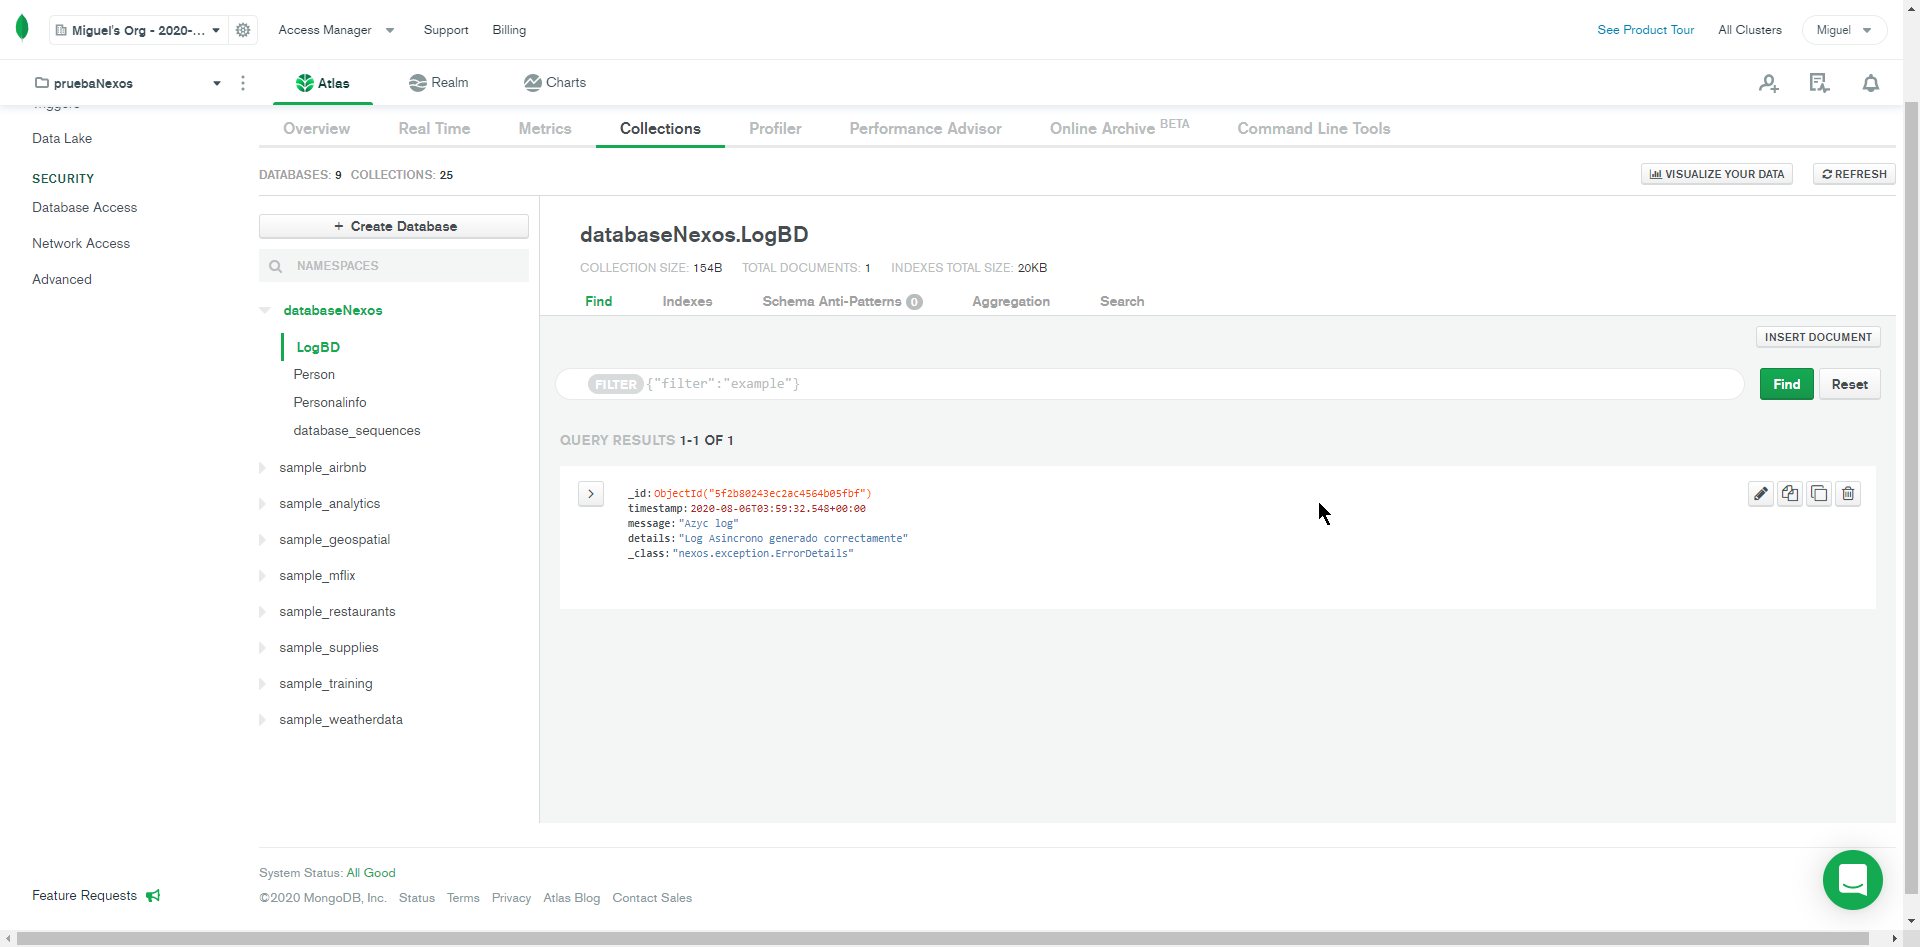 Miguel's Org - 2020-...
Access Manager
Support
Billing
See Product Tour
All Clusters
Miguel
pruebaNexos
Atlas
Realm
Charts
Triggers
Data Lake
SECURITY
Database Access
Network Access
Advanced
Feature Requests
Overview
Real Time
Metrics
Collections
Profiler
Performance Advisor
Online Archive BETA
Command Line Tools
DATABASES: 9 COLLECTIONS: 25
VISUALIZE YOUR DATA
REFRESH
+ Create Database
NAMESPACES
databaseNexos
LogBD
Person
Personalinfo
database_sequences
sample_airbnb
sample_analytics
sample_geospatial
sample_mflix
sample_restaurants
sample_supplies
sample_training
sample_weatherdata
databaseNexos.LogBD
COLLECTION SIZE: 154B TOTAL DOCUMENTS: 1 INDEXES TOTAL SIZE: 20KB
Find
Indexes
Schema Anti-Patterns 0
Aggregation
Search
INSERT DOCUMENT
FILTER {"filter":"example"}
Find
Reset
QUERY RESULTS 1-1 OF 1
_id: ObjectId("5f2b80243ec2ac4564b05fbf")
timestamp: 2020-08-06T03:59:32.548+00:00
message: "Azyc log"
details: "Log Asincrono generado correctamente"
_class: "nexos.exception.ErrorDetails"
System Status: All Good
©2020 MongoDB, Inc. Status Terms Privacy Atlas Blog Contact Sales